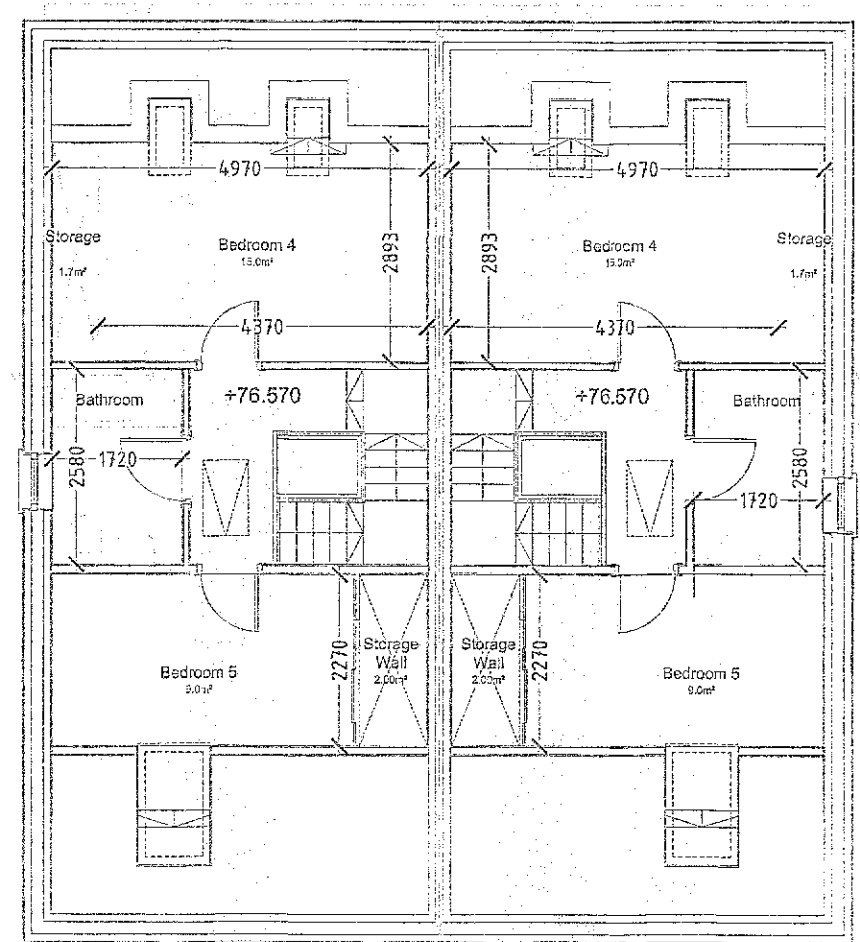 4970
4970
Storage
1.7m²
Bedroom 4
15.0m²
2893
2893
Bedroom 4
15.0m²
Storage
1.7m²
4370
4370
Bathroom
+76.570
+76.570
Bathroom
2580
1720
1720
2580
Bedroom 5
9.0m²
2270
Storage
Wall
2.00m²
Storage
Wall
2.00m²
2270
Bedroom 5
9.0m²